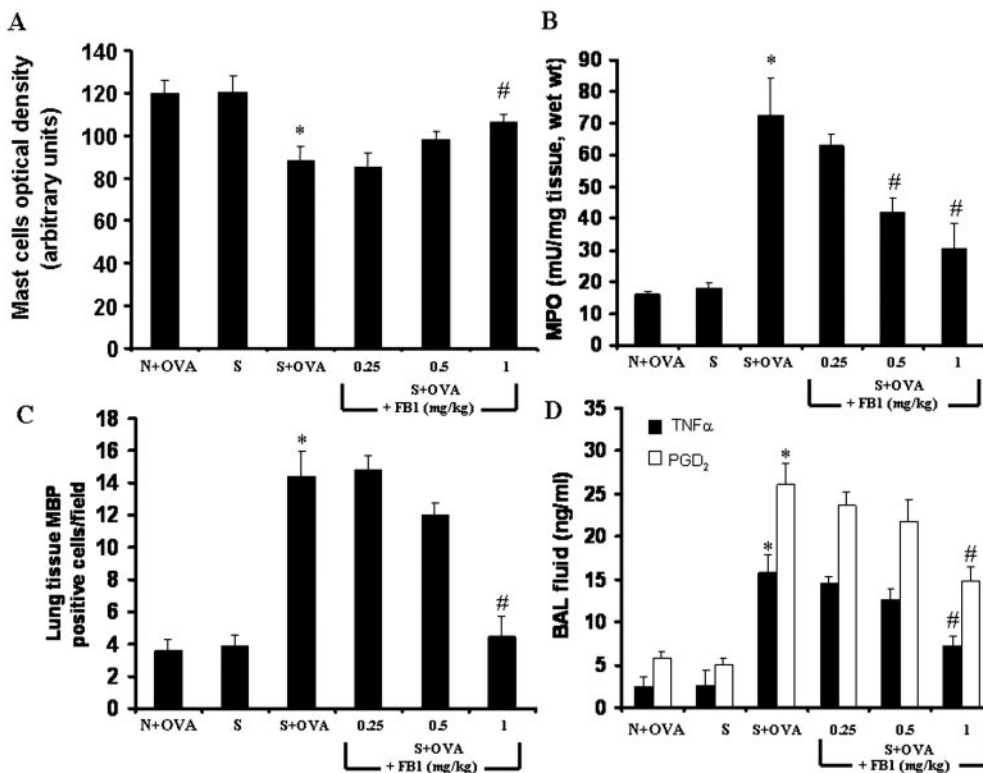 A
Mast cells optical density
(arbitrary units)
140
120
100
80
60
40
20
0
*
#
N+OVA S S+OVA 0.25 0.5 1
S+OVA
+ FB1 (mg/kg)
B
MPO (mU/mg tissue, wet wt)
90
80
70
60
50
40
30
20
10
0
*
#
#
N+OVA S S+OVA 0.25 0.5 1
S+OVA
+ FB1 (mg/kg)
C
Lung tissue MBP
positive cells/field
18
16
14
12
10
8
6
4
2
0
*
#
N+OVA S S+OVA 0.25 0.5 1
S+OVA
+ FB1 (mg/kg)
D
BAL fluid (ng/ml)
35
30
25
20
15
10
5
0
TNFα
PGD₂
*
*
#
#
N+OVA S S+OVA 0.25 0.5 1
S+OVA
+ FB1 (mg/kg)